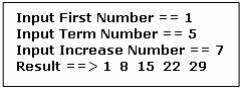 Input First Number == 1
Input Term Number == 5
Input Increase Number == 7
Result ==> 1 8 15 22 29